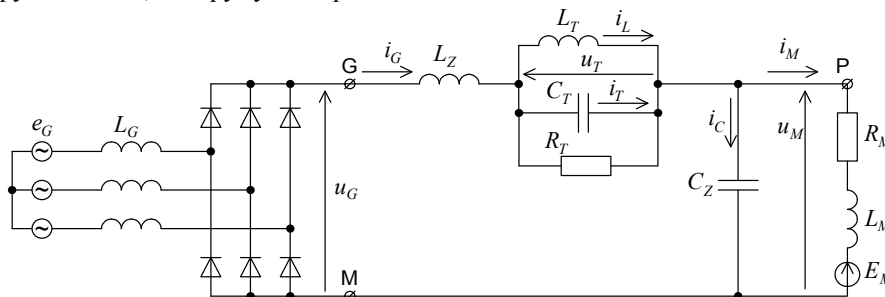 L_T
i_L
G
i_G
L_Z
u_T
i_M
P
C_T
i_T
e_G
L_G
R_T
i_C
u_M
R_M
u_G
C_Z
L_M
E_M
M